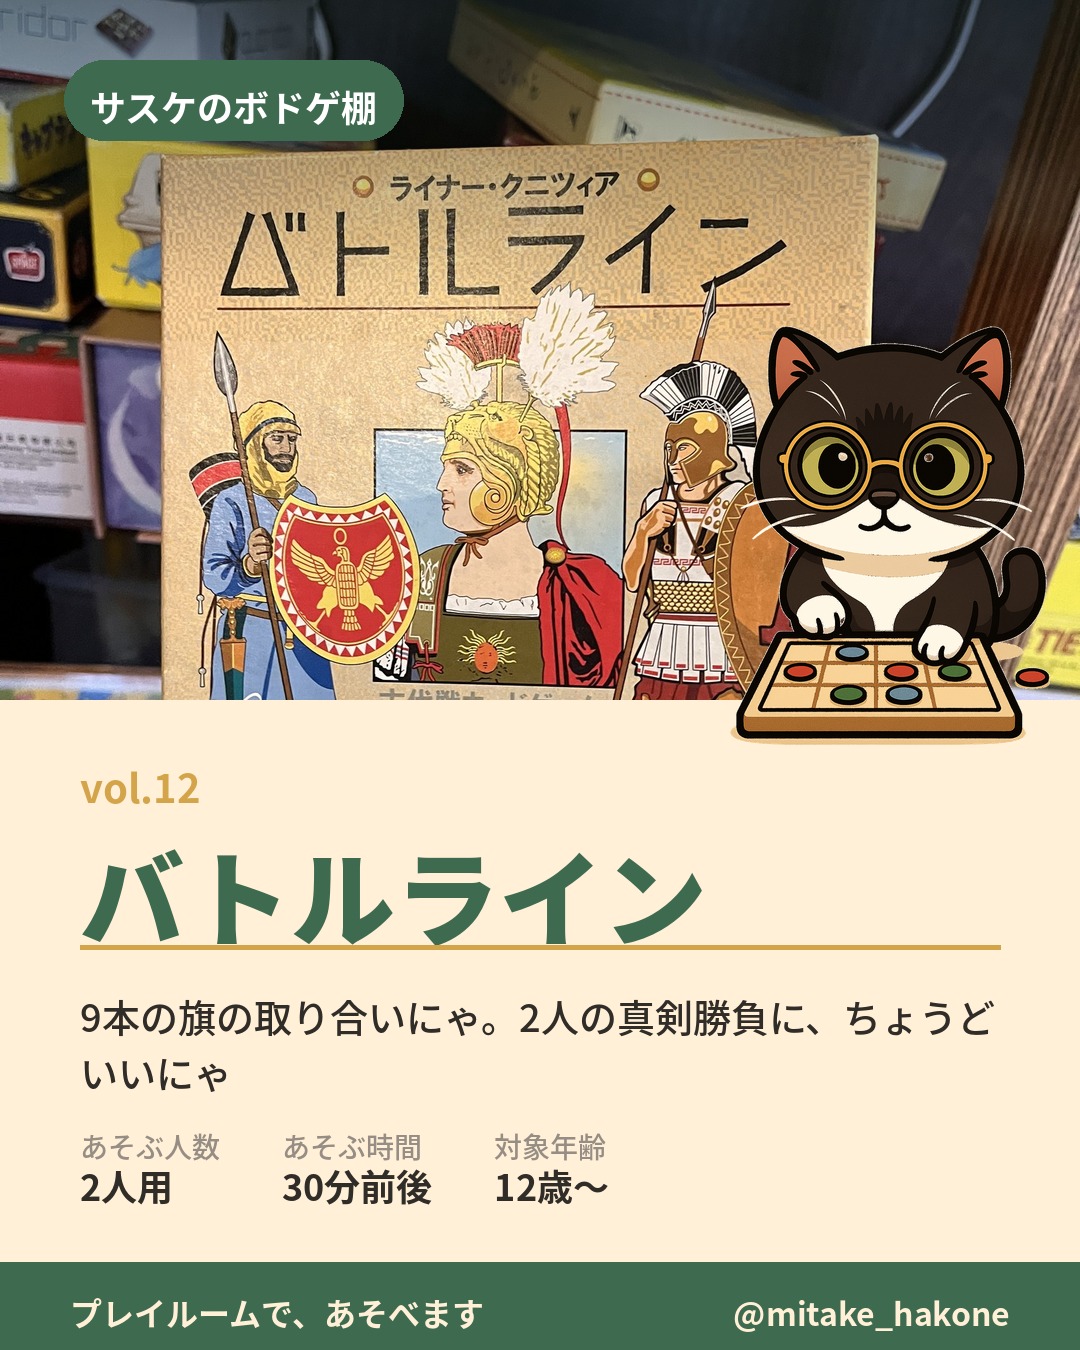 ridor
サスケのボドゲ棚
ライナー・クニツィア
バトルライン
vol.12
バトルライン
9本の旗の取り合いにゃ。2人の真剣勝負に、ちょうど
いいにゃ
あそぶ人数 あそぶ時間 対象年齢
2人用 30分前後 12歳〜
プレイルームで、あそべます @mitake_hakone